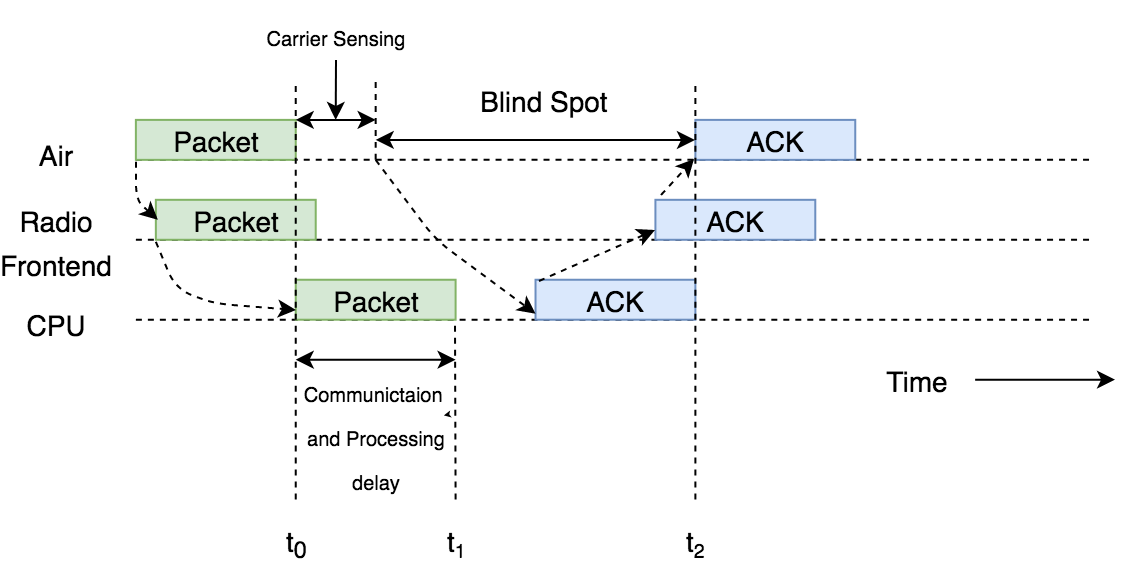 Carrier Sensing
Blind Spot
Air
Packet
ACK
Radio
Frontend
Packet
ACK
CPU
Packet
ACK
Time
Communictaion
and Processing
delay
t0
t1
t2